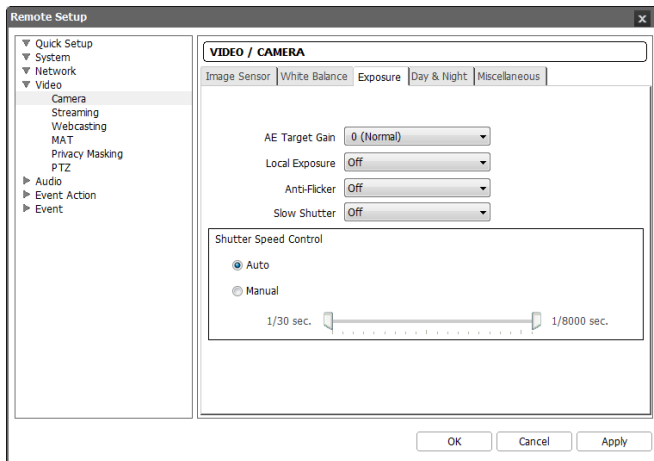 Remote Setup
x
Quick Setup
System
Network
Video
Camera
Streaming
Webcasting
MAT
Privacy Masking
PTZ
Audio
Event Action
Event
VIDEO / CAMERA
Image Sensor White Balance Exposure Day & Night Miscellaneous
AE Target Gain 0 (Normal)
Local Exposure Off
Anti-Flicker Off
Slow Shutter Off
Shutter Speed Control
Auto
Manual
1/30 sec. 1/8000 sec.
OK Cancel Apply